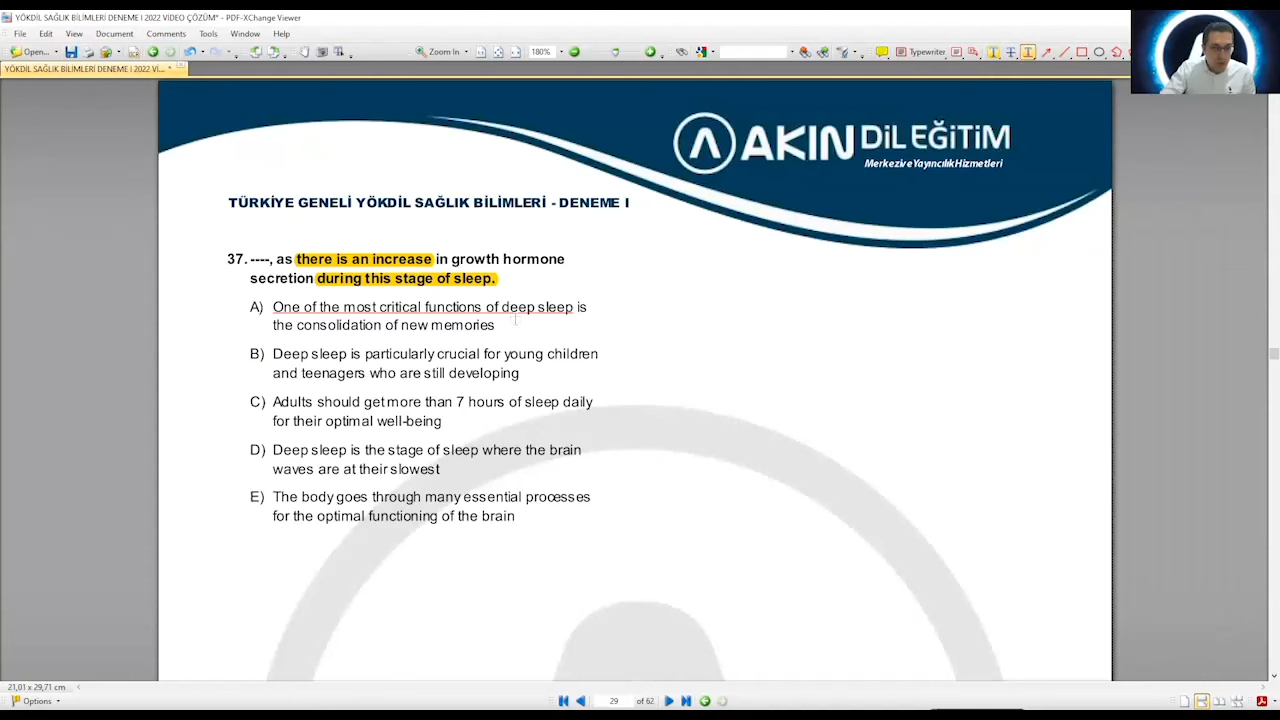 YÖKDİL SAĞLIK BİLİMLERİ DENEME I 2022 VİDEO ÇÖZÜM* - PDF-XChange Viewer
File Edit View Document Comments Tools Window Help
Open... Zoom In 180% Typewriter
YÖKDİL SAĞLIK BİLİMLERİ DENEME I 2022 Vİ... *
AKIN DİL EĞİTİM
Merkezi ve Yayıncılık Hizmetleri
TÜRKİYE GENELİ YÖKDİL SAĞLIK BİLİMLERİ - DENEME I
37. ----, as there is an increase in growth hormone
secretion during this stage of sleep.
A) One of the most critical functions of deep sleep is
the consolidation of new memories
B) Deep sleep is particularly crucial for young children
and teenagers who are still developing
C) Adults should get more than 7 hours of sleep daily
for their optimal well-being
D) Deep sleep is the stage of sleep where the brain
waves are at their slowest
E) The body goes through many essential processes
for the optimal functioning of the brain
21,01 x 29,71 cm
Options 29 of 62